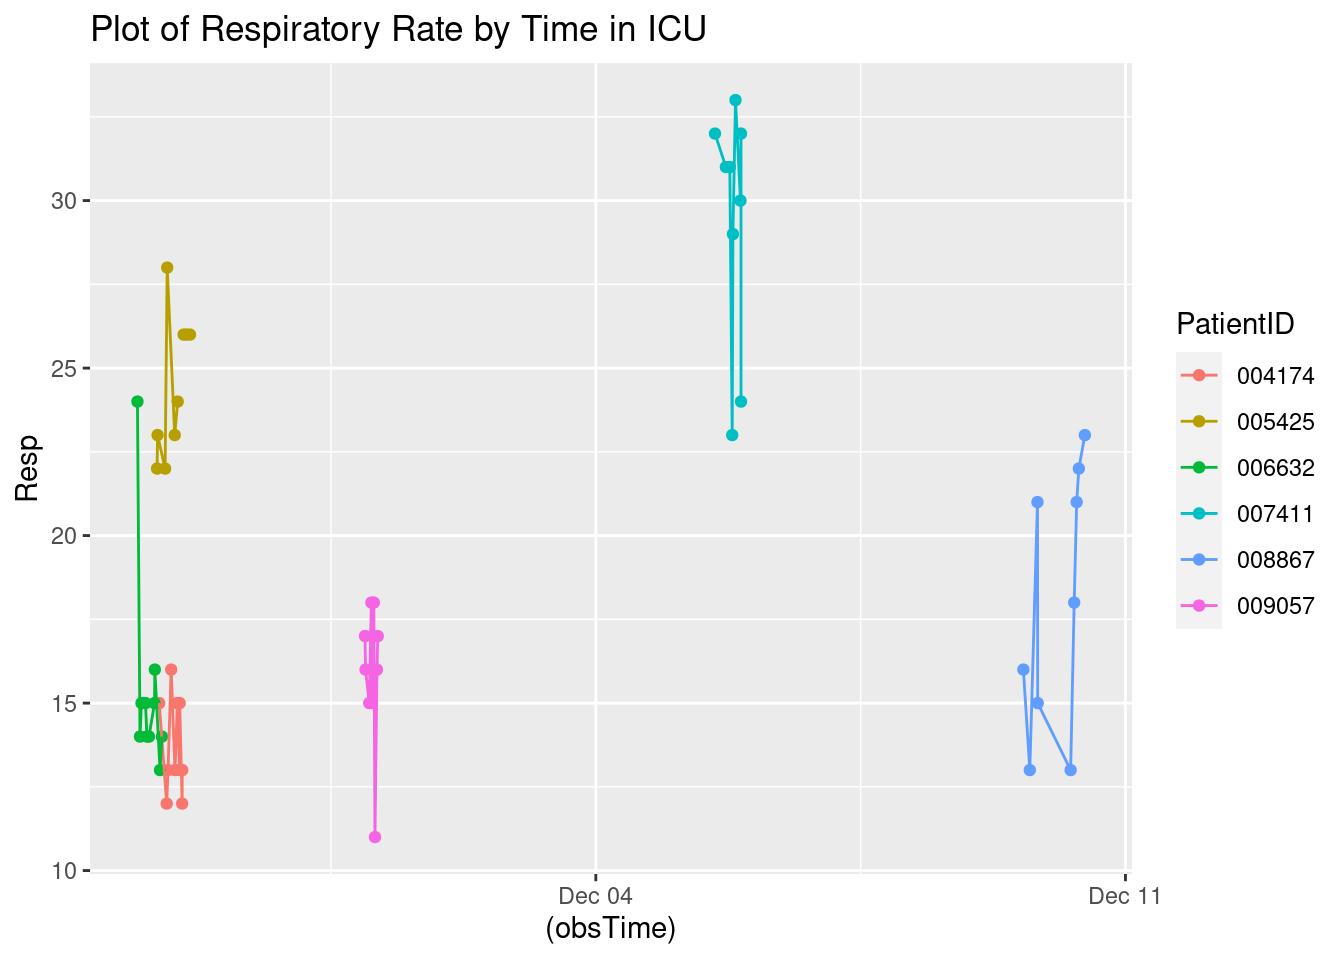 Plot of Respiratory Rate by Time in ICU
30
25
20
15
10
Resp
Dec 04
Dec 11
(obsTime)
PatientID
004174
005425
006632
007411
008867
009057